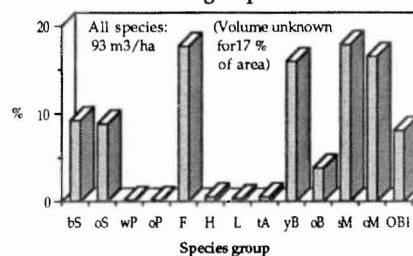 20
All species:
93 m3/ha
(Volume unknown
for17 %
of area)
%
10
0
bS oS wP oP F H L tA yB oB sM oM
Species group